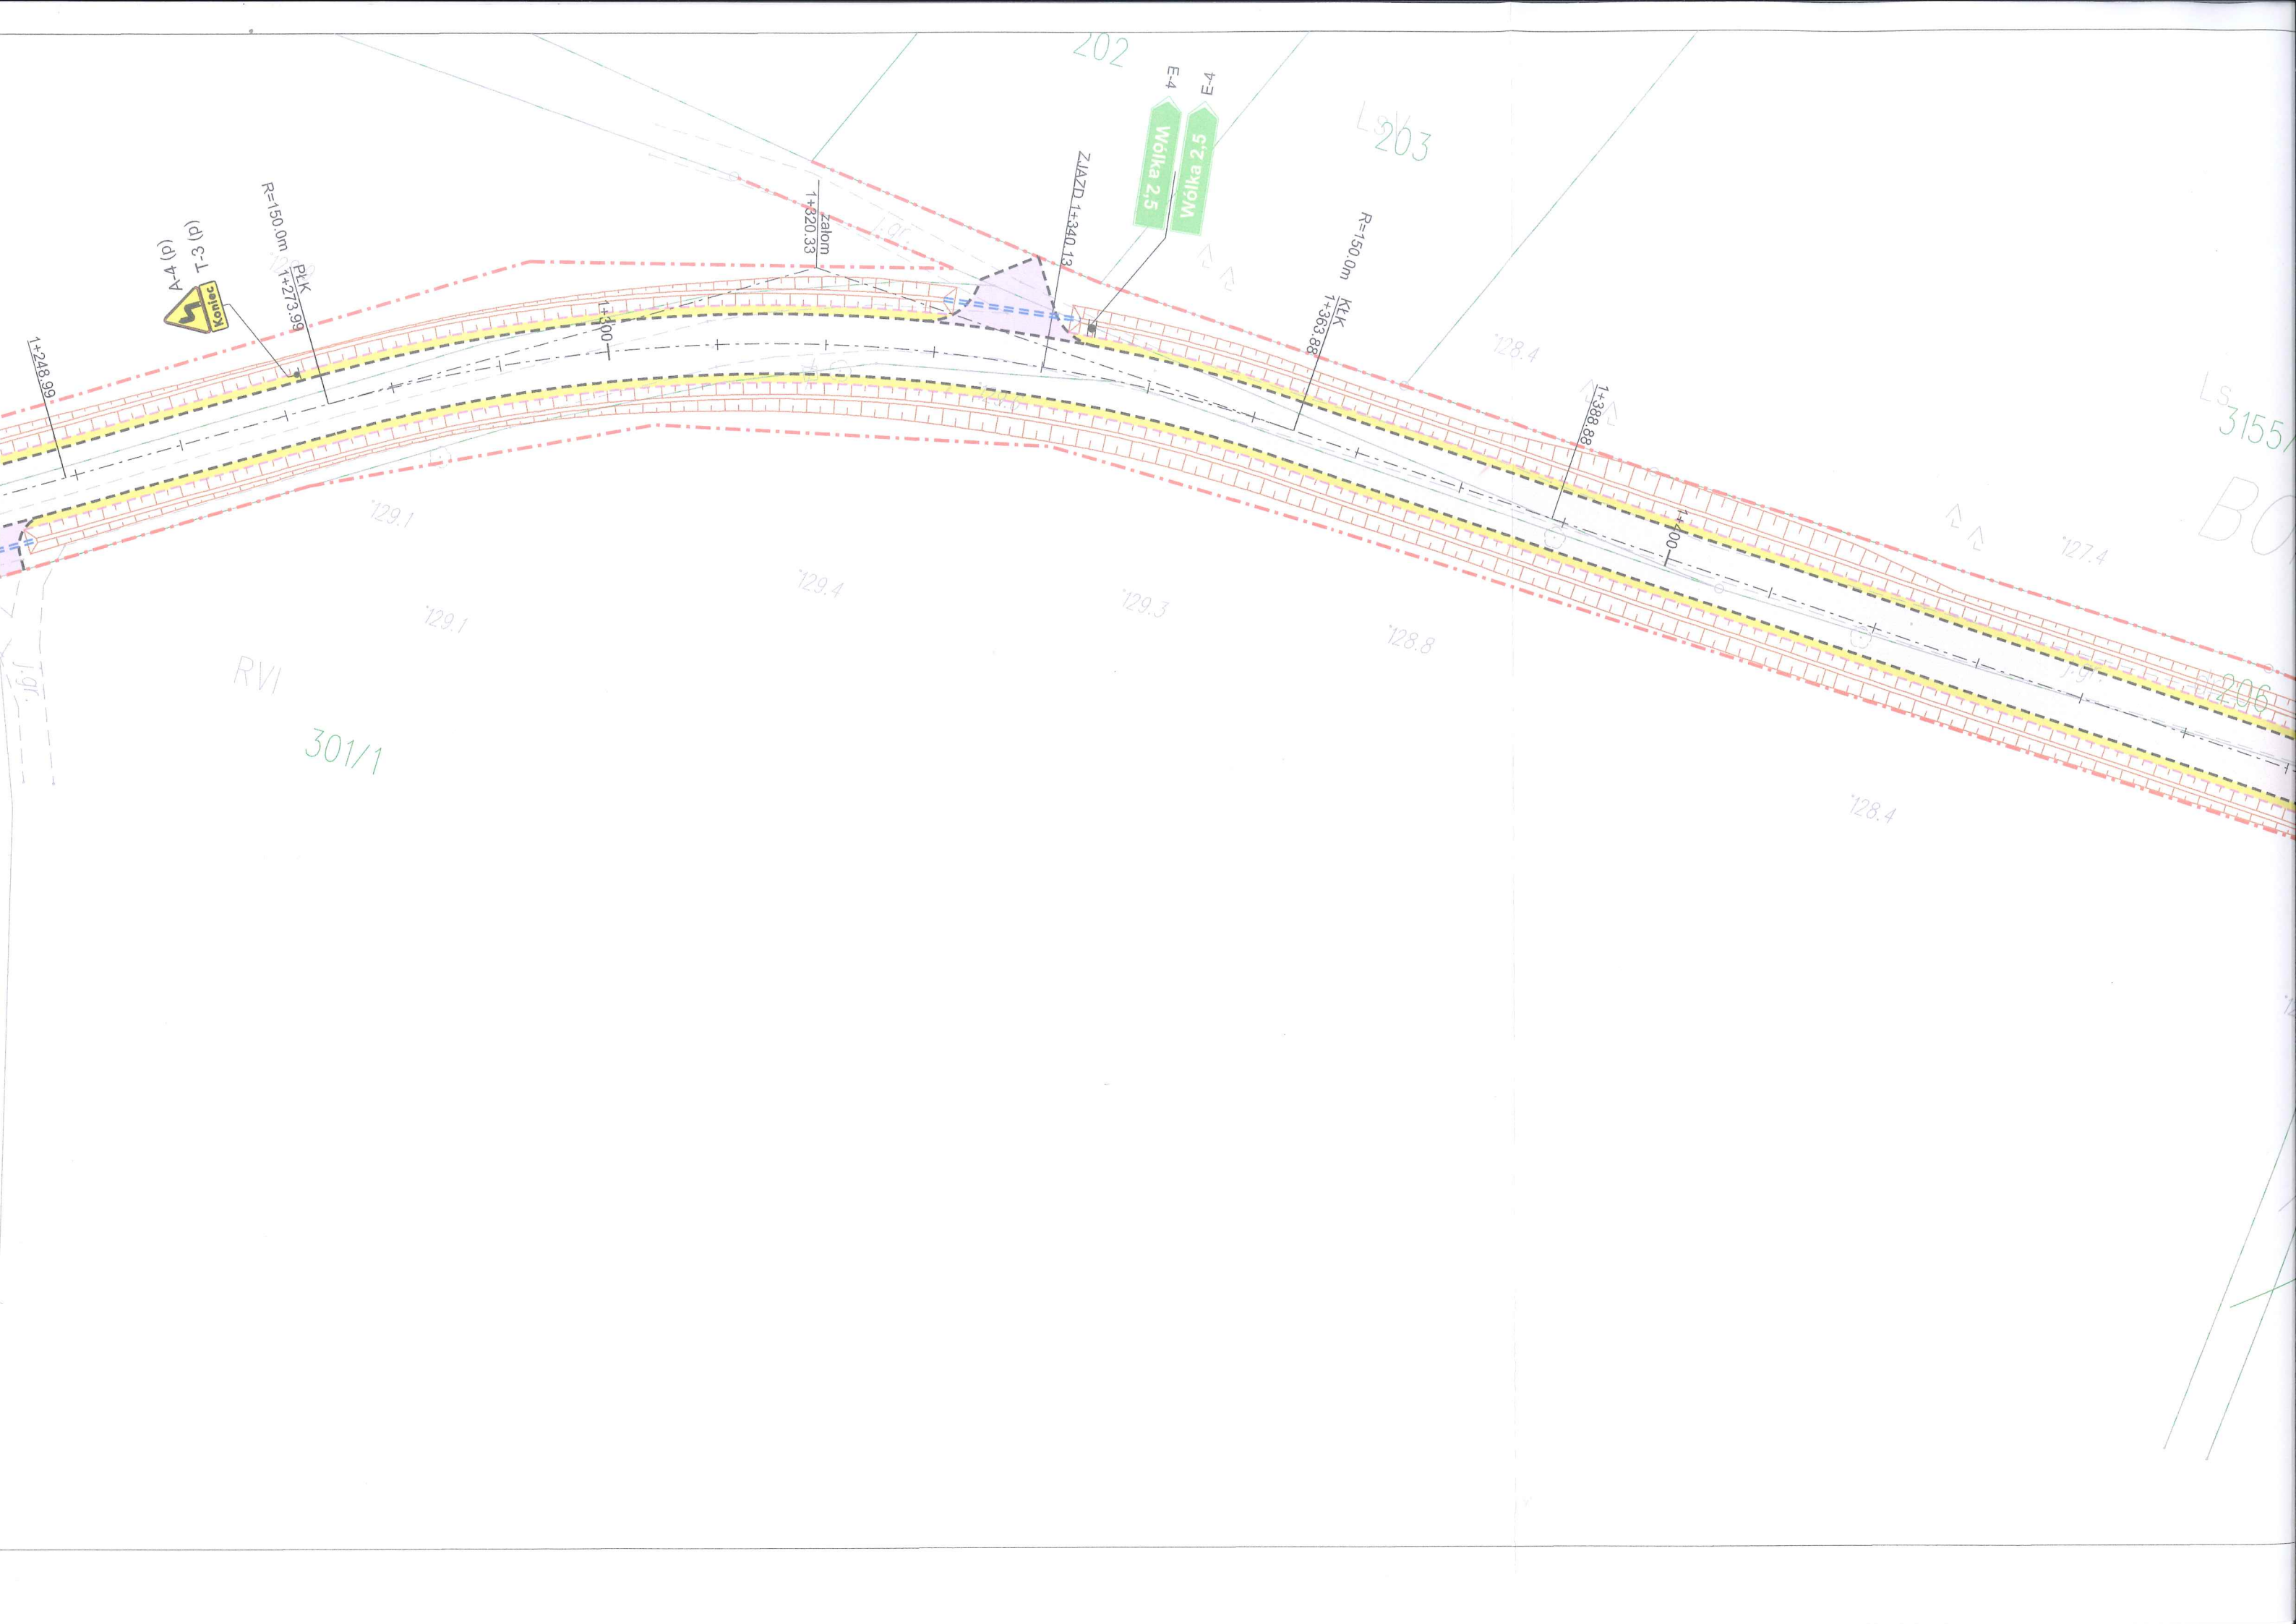 202
E-4
E-4
Wólka 2,5
Wólka 2,5
203
A-4 (p)
T-3 (p)
Koniec
R=150.0m
PŁK
1+273.99
1+248.99
1+300
załom
1+320.33
ZJAZD 1+340.13
R=150.0m
KŁK
1+363.88
1+388.88
1+400
128.4
127.4
Ls
3155/
BO
206
j.gr.
129.1
129.1
129.4
129.3
128.8
128.4
RVI
301/1
j.gr.